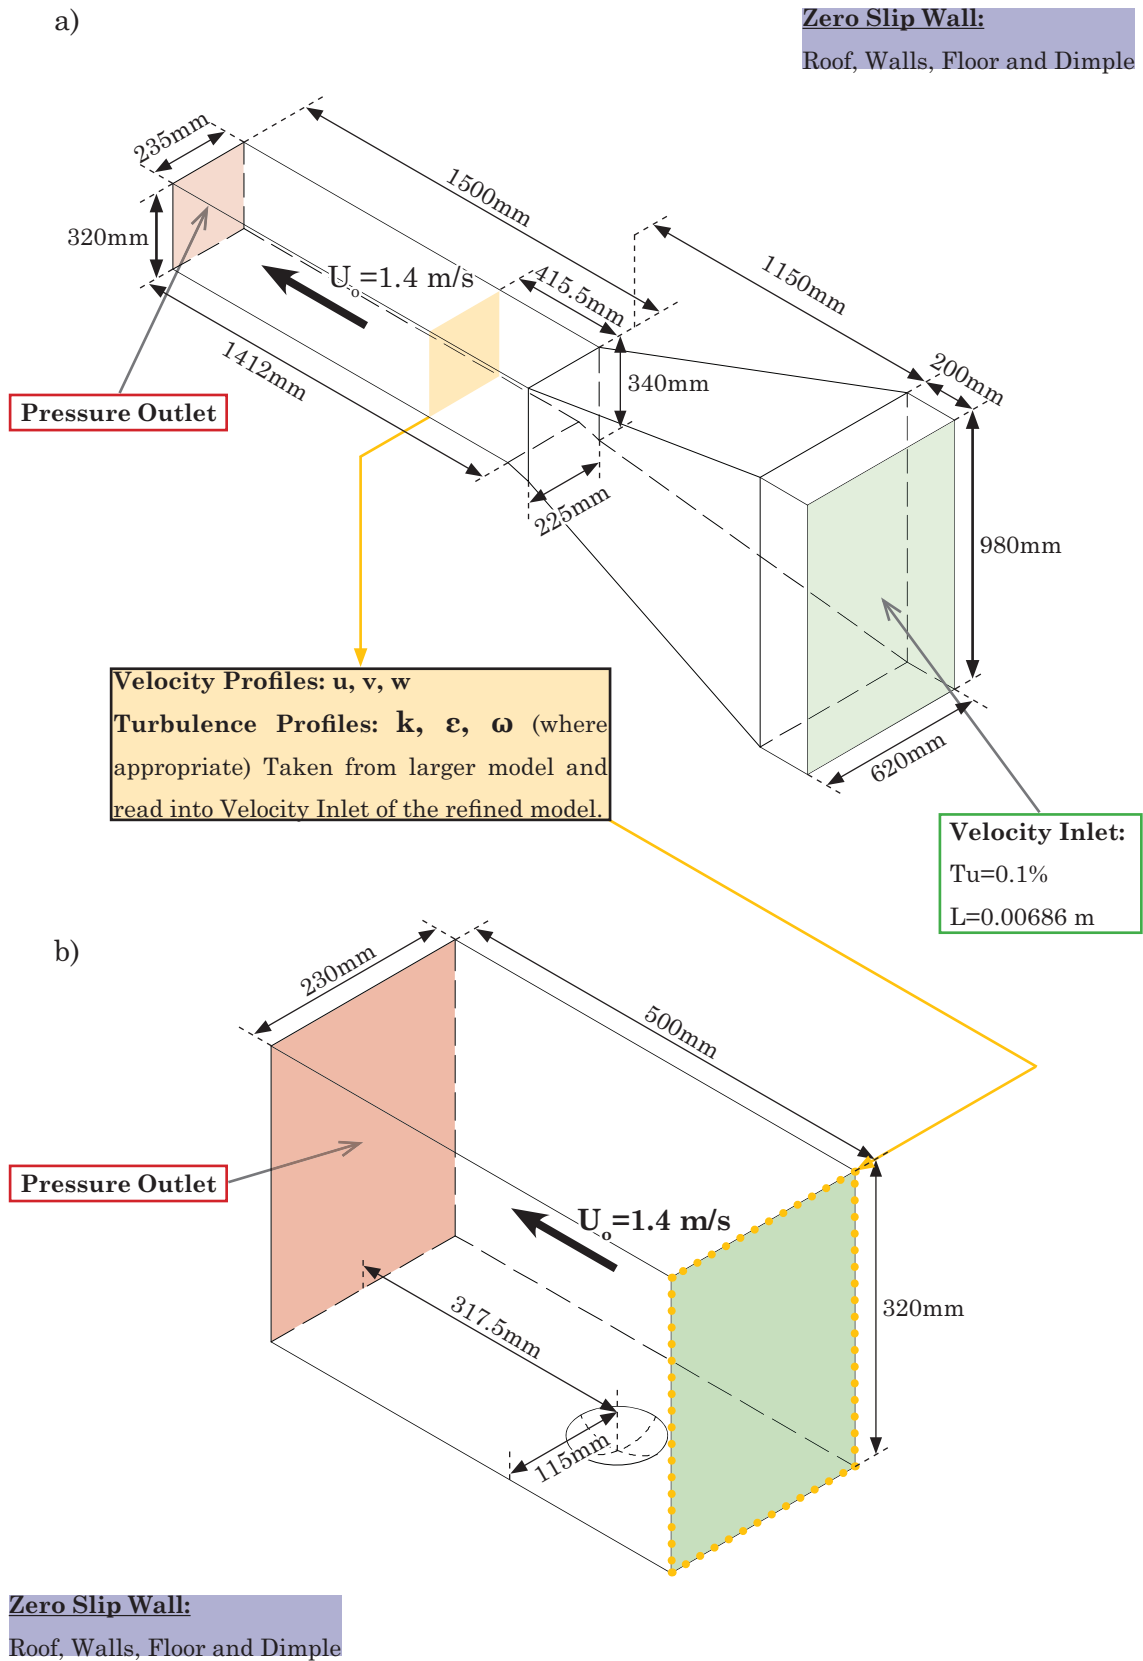 a)
Zero Slip Wall:
Roof, Walls, Floor and Dimple
235mm
1500mm
320mm
U₀=1.4 m/s
415.5mm
1150mm
1412mm
340mm
200mm
Pressure Outlet
225mm
980mm
620mm
Velocity Profiles: u, v, w
Turbulence Profiles: k, ε, ω (where
appropriate) Taken from larger model and
read into Velocity Inlet of the refined model.
Velocity Inlet:
Tu=0.1%
L=0.00686 m
b)
230mm
500mm
Pressure Outlet
U₀=1.4 m/s
317.5mm
320mm
115mm
Zero Slip Wall:
Roof, Walls, Floor and Dimple